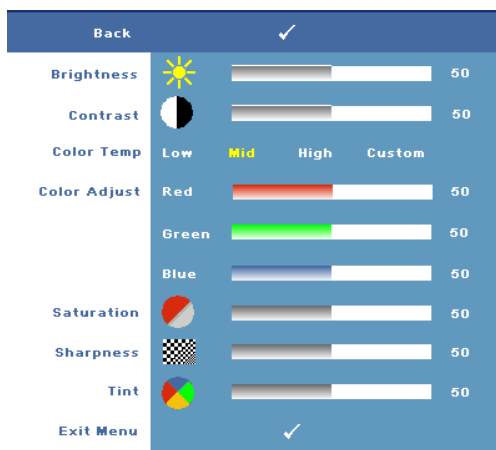 Back
Brightness 50
Contrast 50
Color Temp Low Mid High Custom
Color Adjust Red 50
Green 50
Blue 50
Saturation 50
Sharpness 50
Tint 50
Exit Menu